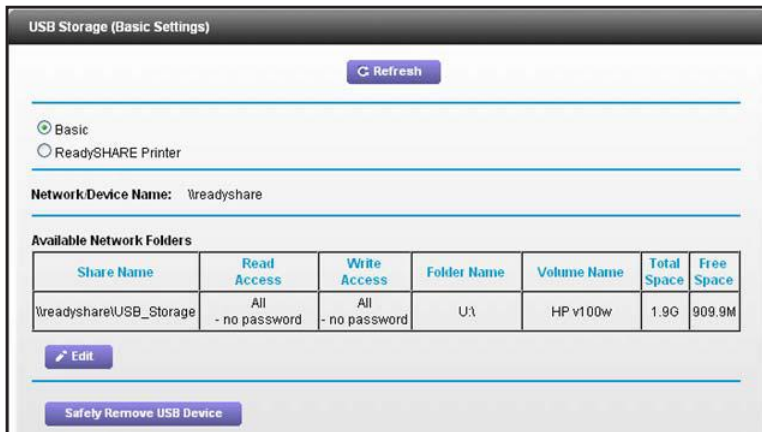 USB Storage (Basic Settings)
Refresh
Basic
ReadySHARE Printer
Network/Device Name: \\readyshare
Available Network Folders
Share Name Read Access Write Access Folder Name Volume Name Total Space Free Space
\\readyshare\USB_Storage All - no password All - no password U:\ HP v100w 1.9G 909.9M
Edit
Safely Remove USB Device